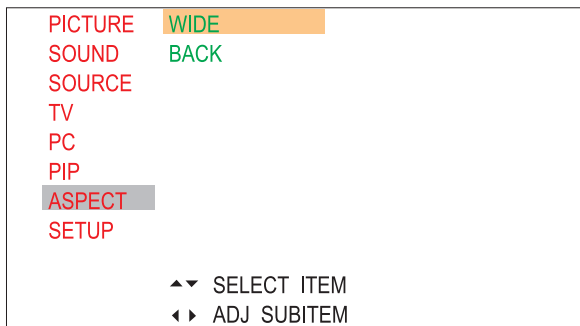 PICTURE WIDE
SOUND BACK
SOURCE
TV
PC
PIP
ASPECT
SETUP
SELECT ITEM
ADJ SUBITEM